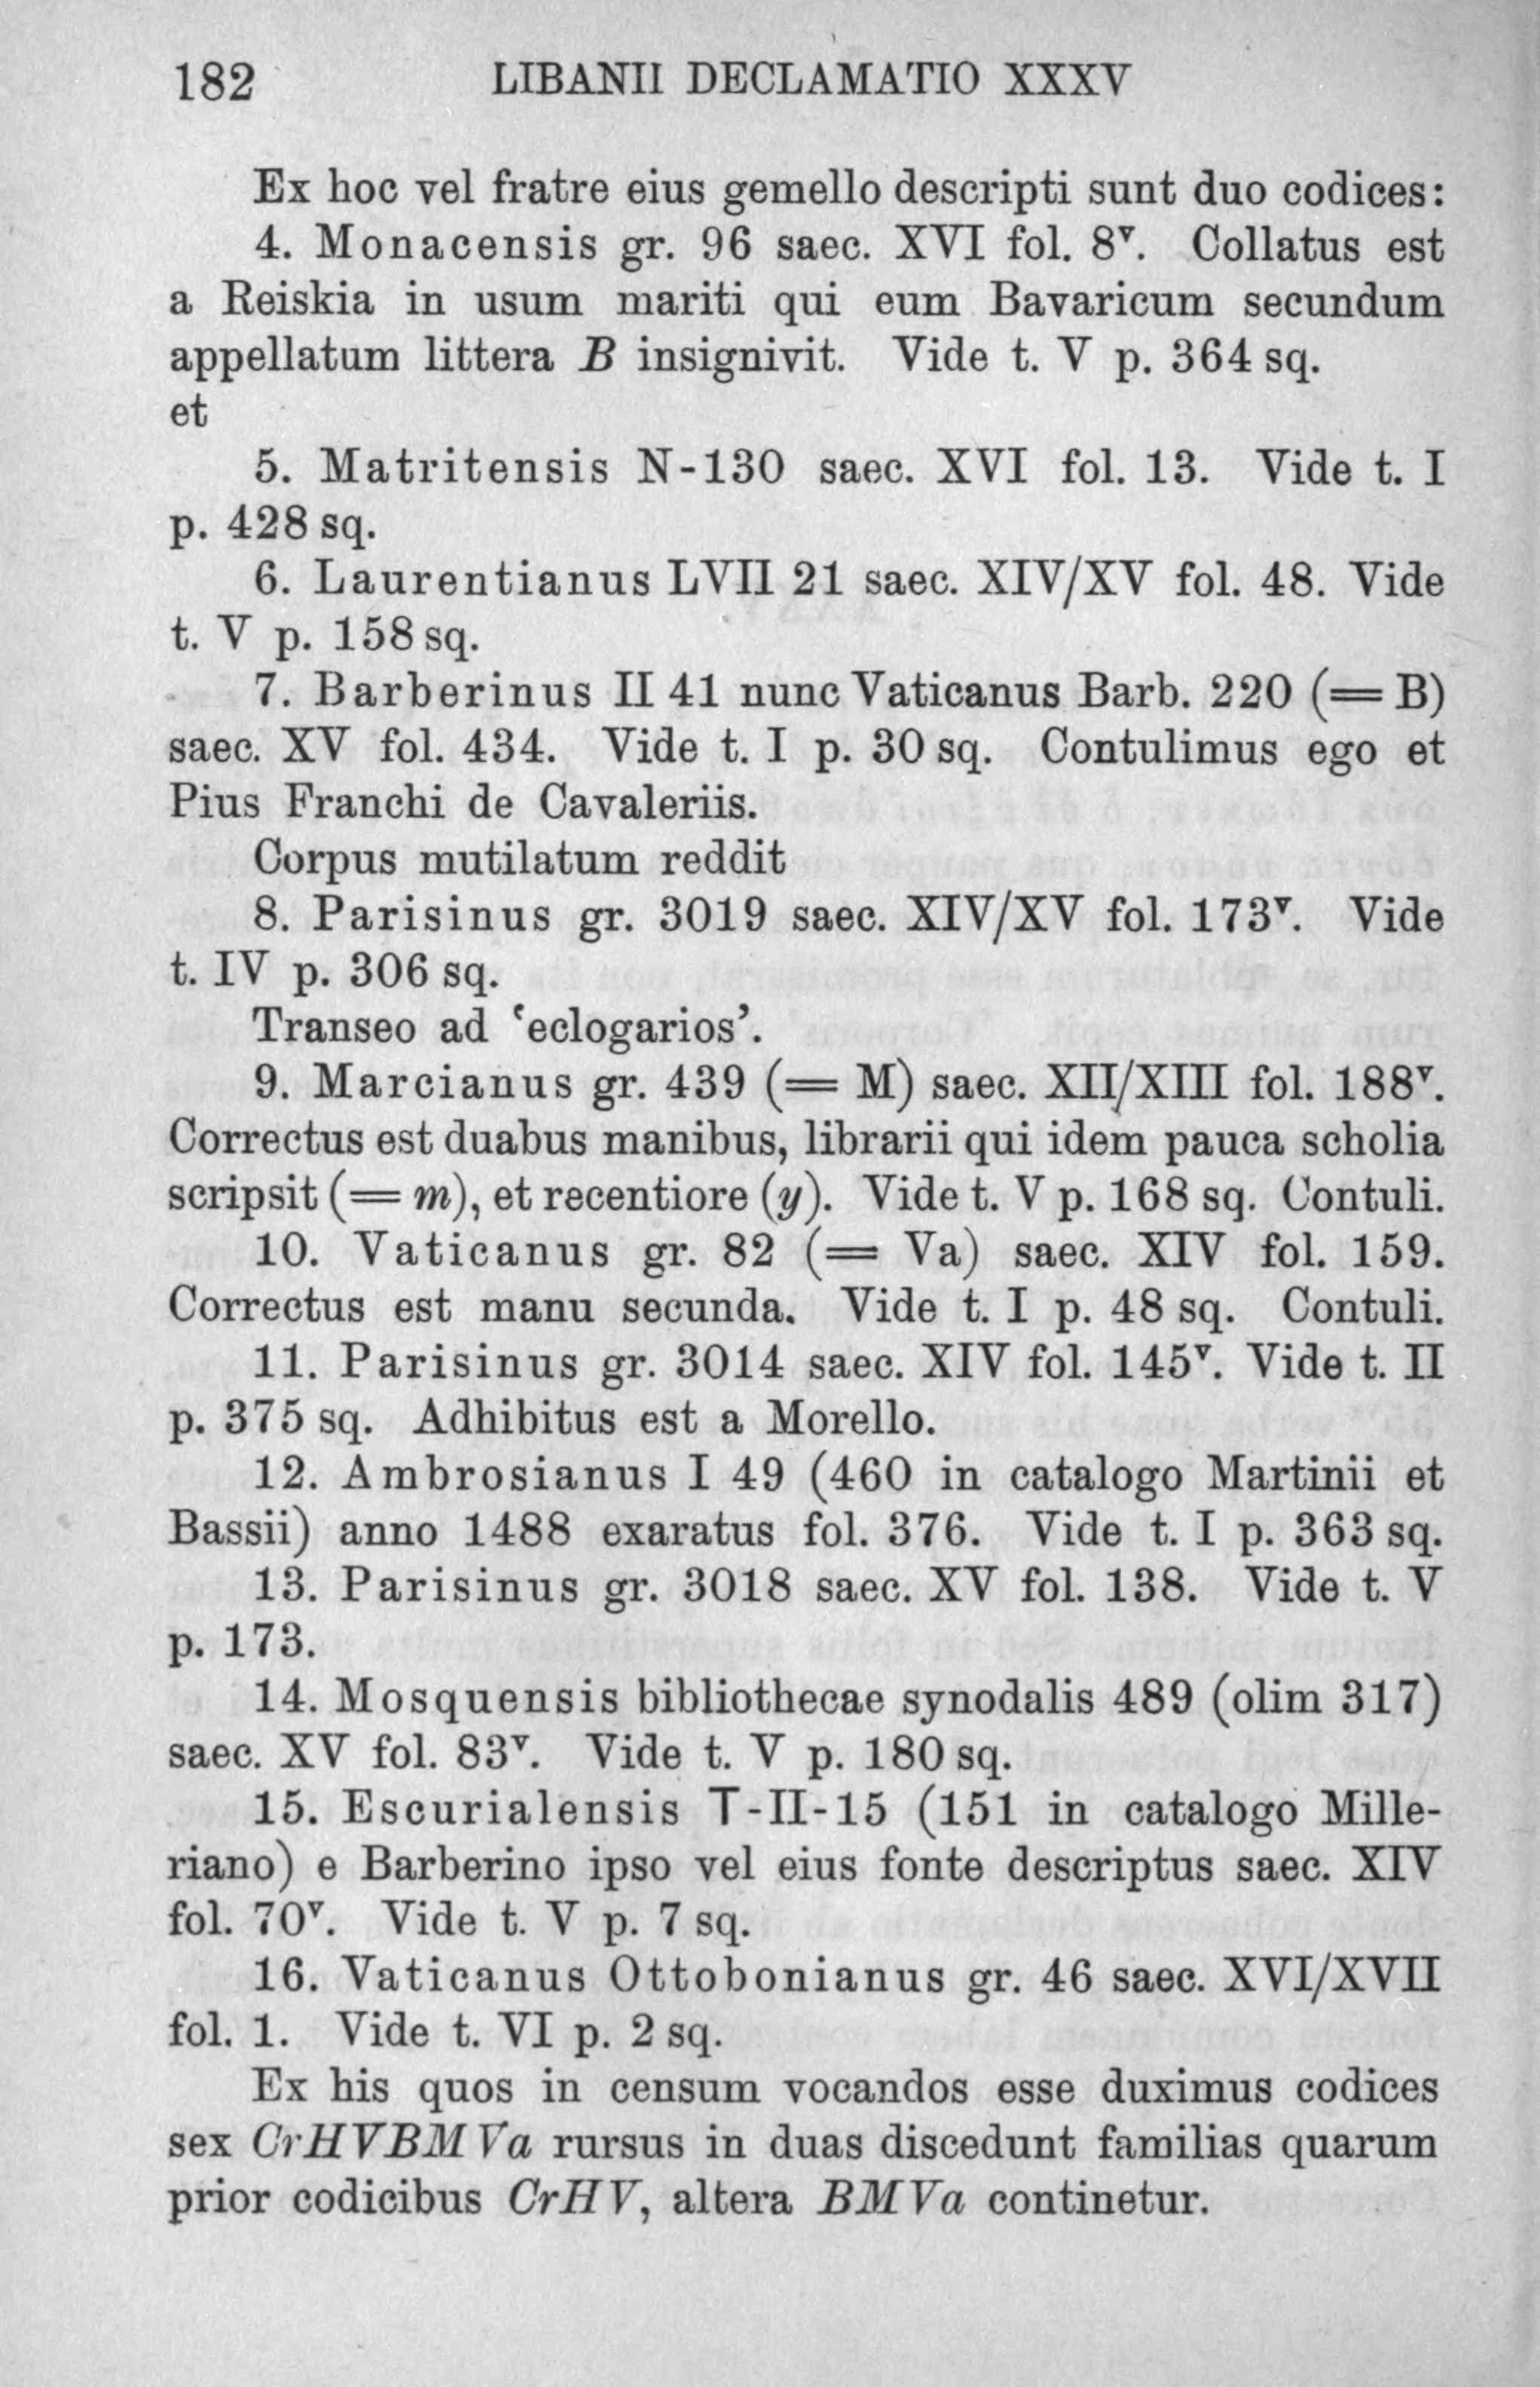 182 LIBANII DECLAMATIO XXXV
Ex hoc vel fratre eius gemello descripti sunt duo codices:
4. Monacensis gr. 96 saec. XVI fol. 8ᵛ. Collatus est
a Reiskia in usum mariti qui eum Bavaricum secundum
appellatum littera B insignivit. Vide t. V p. 364 sq.
et
5. Matritensis N-130 saec. XVI fol. 13. Vide t. I
p. 428 sq.
6. Laurentianus LVII 21 saec. XIV/XV fol. 48. Vide
t. V p. 158 sq.
7. Barberinus II 41 nunc Vaticanus Barb. 220 (= B)
saec. XV fol. 434. Vide t. I p. 30 sq. Contulimus ego et
Pius Franchi de Cavaleriis.
Corpus mutilatum reddit
8. Parisinus gr. 3019 saec. XIV/XV fol. 173ᵛ. Vide
t. IV p. 306 sq.
Transeo ad ‘eclogarios’.
9. Marcianus gr. 439 (= M) saec. XII/XIII fol. 188ᵛ.
Correctus est duabus manibus, librarii qui idem pauca scholia
scripsit (= m), et recentiore (y). Vide t. V p. 168 sq. Contuli.
10. Vaticanus gr. 82 (= Va) saec. XIV fol. 159.
Correctus est manu secunda. Vide t. I p. 48 sq. Contuli.
11. Parisinus gr. 3014 saec. XIV fol. 145ᵛ. Vide t. II
p. 375 sq. Adhibitus est a Morello.
12. Ambrosianus I 49 (460 in catalogo Martinii et
Bassii) anno 1488 exaratus fol. 376. Vide t. I p. 363 sq.
13. Parisinus gr. 3018 saec. XV fol. 138. Vide t. V
p. 173.
14. Mosquensis bibliothecae synodalis 489 (olim 317)
saec. XV fol. 83ᵛ. Vide t. V p. 180 sq.
15. Escurialensis T-II-15 (151 in catalogo Mille-
riano) e Barberino ipso vel eius fonte descriptus saec. XIV
fol. 70ᵛ. Vide t. V p. 7 sq.
16. Vaticanus Ottobonianus gr. 46 saec. XVI/XVII
fol. 1. Vide t. VI p. 2 sq.
Ex his quos in censum vocandos esse duximus codices
sex CrHVBMVa rursus in duas discedunt familias quarum
prior codicibus CrHV, altera BMVa continetur.